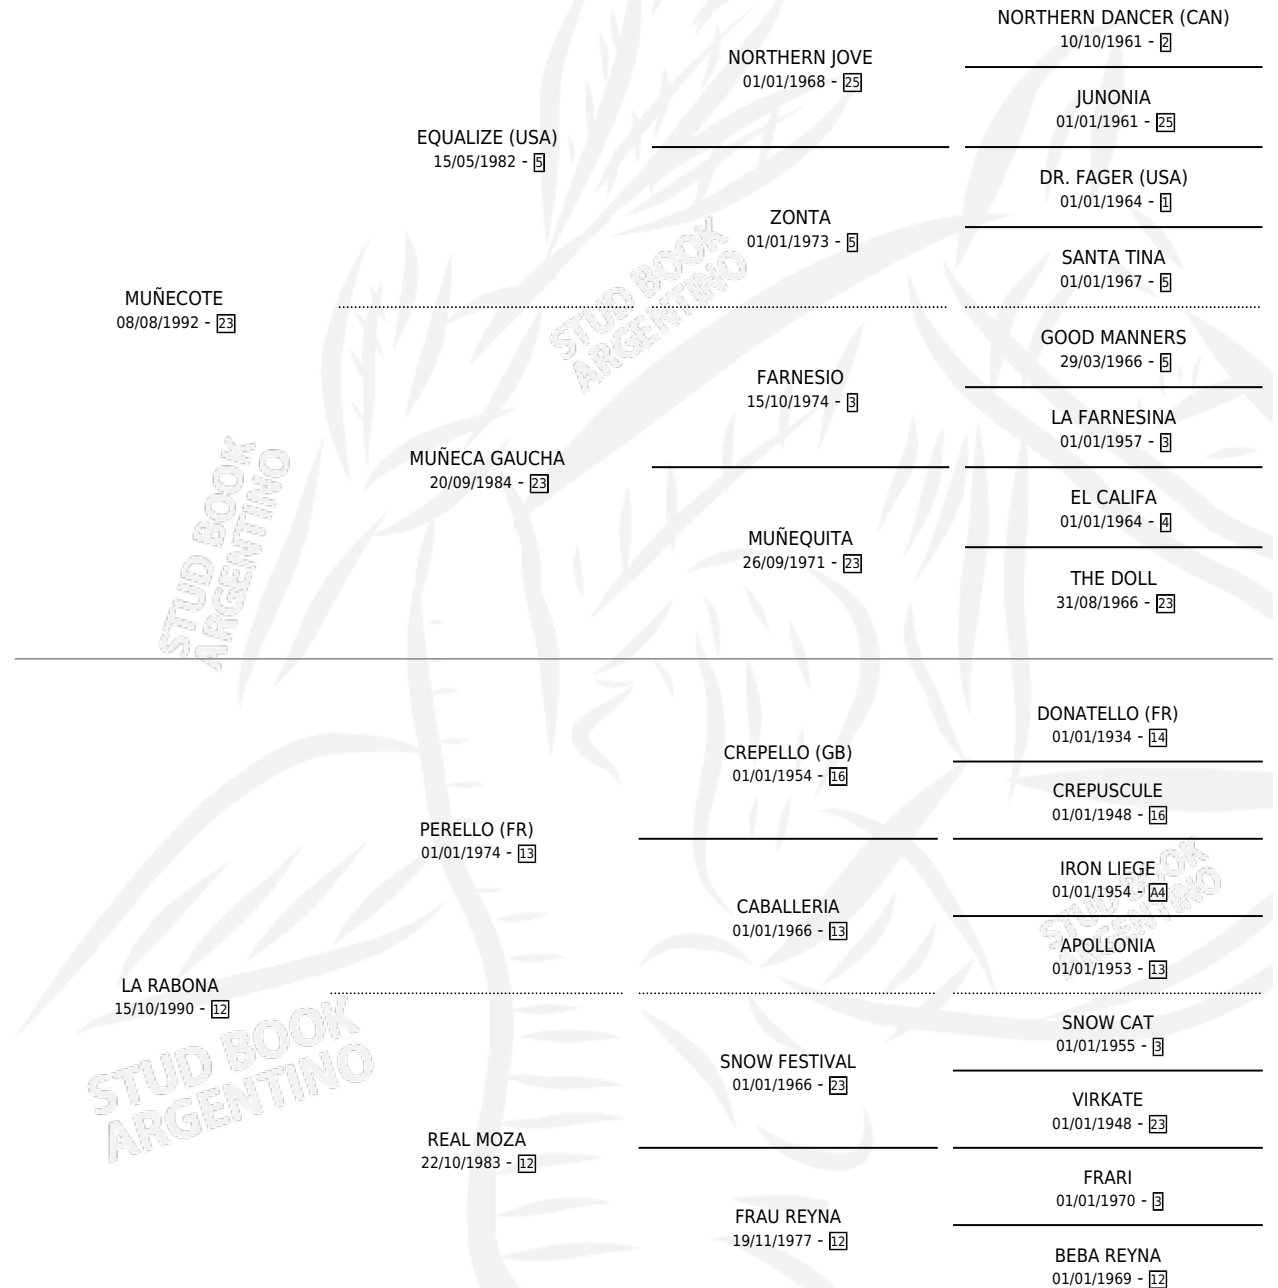 NORTHERN DANCER (CAN)
10/10/1961 - 2
NORTHERN JOVE
01/01/1968 - 25
JUNONIA
01/01/1961 - 25
EQUALIZE (USA)
15/05/1982 - 5
DR. FAGER (USA)
01/01/1964 - 1
ZONTA
01/01/1973 - 5
SANTA TINA
01/01/1967 - 5
MUÑECOTE
08/08/1992 - 23
STUD BOOK
ARGENTINO
GOOD MANNERS
29/03/1966 - 5
FARNESIO
15/10/1974 - 3
LA FARNESINA
01/01/1957 - 3
MUÑECA GAUCHA
20/09/1984 - 23
EL CALIFA
01/01/1964 - 4
MUÑEQUITA
26/09/1971 - 23
THE DOLL
31/08/1966 - 23
STUD BOOK
ARGENTINO
DONATELLO (FR)
01/01/1934 - 14
CREPELLO (GB)
01/01/1954 - 16
CREPUSCULE
01/01/1948 - 16
PERELLO (FR)
01/01/1974 - 13
IRON LIEGE
01/01/1954 - A4
CABALLERIA
01/01/1966 - 13
APOLLONIA
01/01/1953 - 13
STUD BOOK
ARGENTINO
LA RABONA
15/10/1990 - 12
SNOW CAT
01/01/1955 - 3
SNOW FESTIVAL
01/01/1966 - 23
VIRKATE
01/01/1948 - 23
STUD BOOK
ARGENTINO
REAL MOZA
22/10/1983 - 12
FRARI
01/01/1970 - 3
FRAU REYNA
19/11/1977 - 12
BEBA REYNA
01/01/1969 - 12